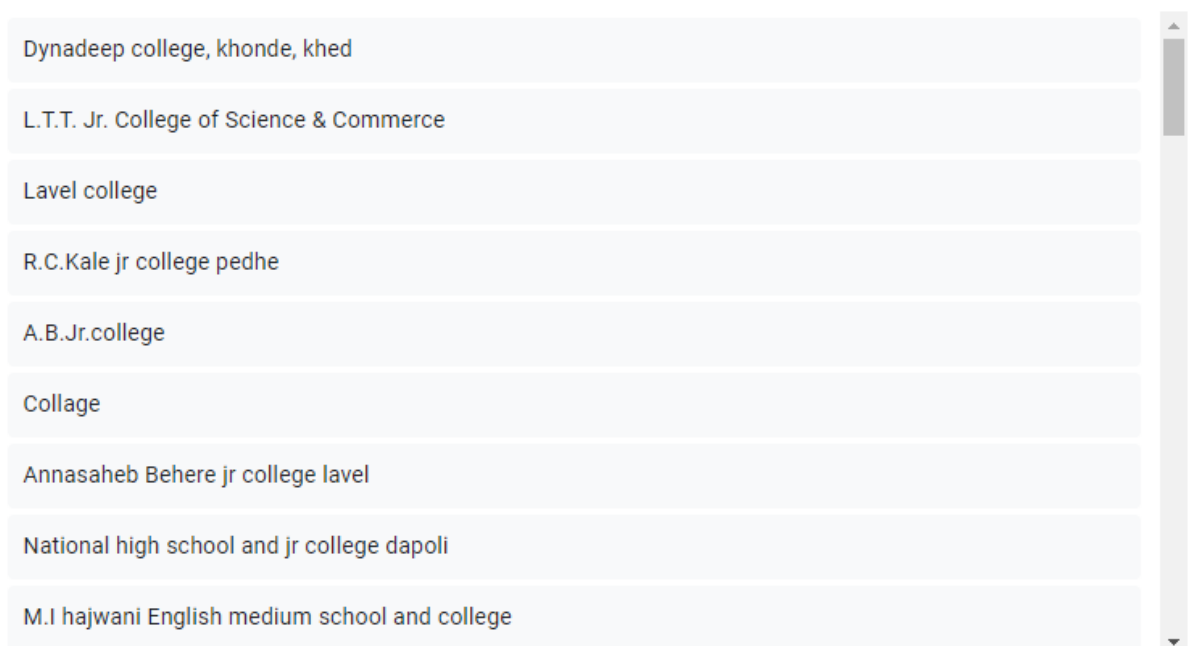 Dynadeep college, khonde, khed
L.T.T. Jr. College of Science & Commerce
Lavel college
R.C.Kale jr college pedhe
A.B.Jr.college
Collage
Annasaheb Behere jr college lavel
National high school and jr college dapoli
M.I hajwani English medium school and college